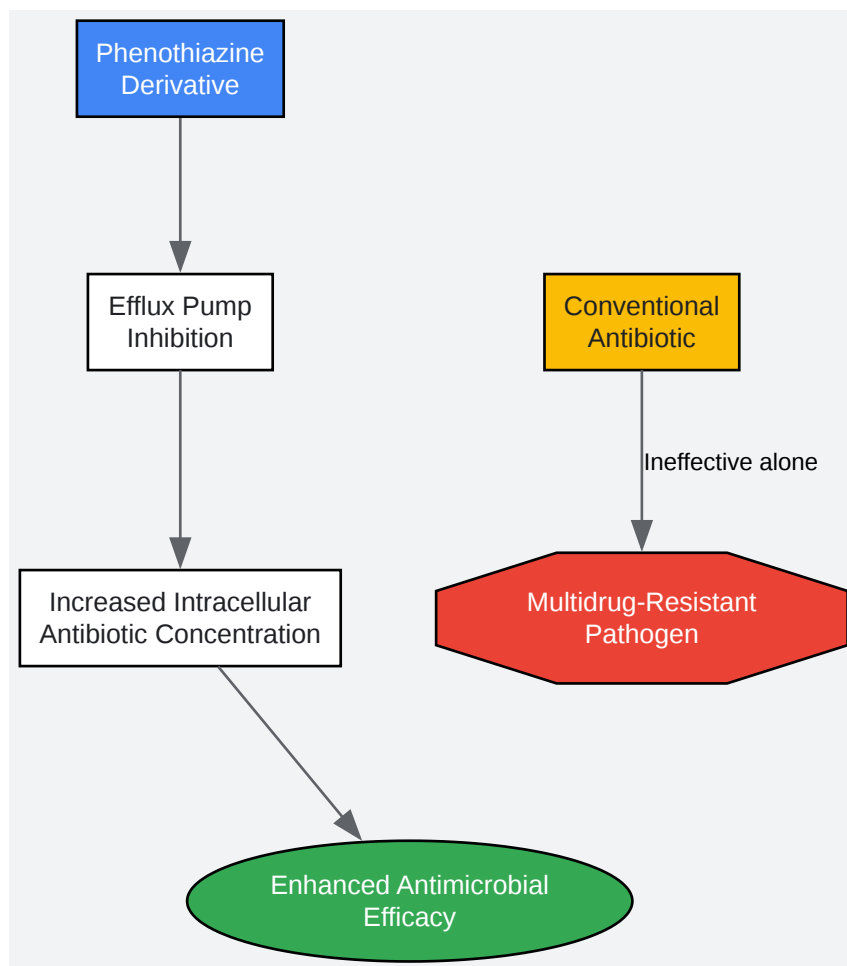 Phenothiazine
Derivative
Efflux Pump
Inhibition
Conventional
Antibiotic
Ineffective alone
Increased Intracellular
Antibiotic Concentration
Multidrug-Resistant
Pathogen
Enhanced Antimicrobial
Efficacy